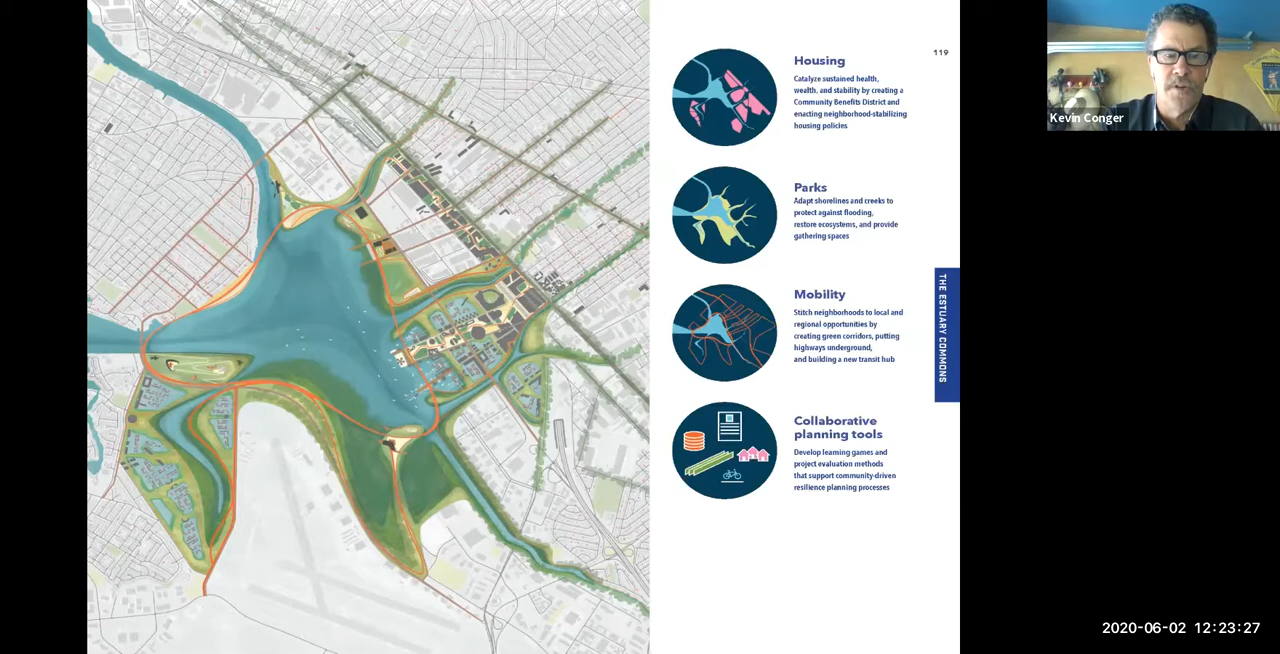 119
Housing
Catalyze sustained health,
wealth, and stability by creating a
Community Benefits District and
enacting neighborhood-stabilizing
housing policies
Parks
Adapt shorelines and creeks to
protect against flooding,
restore ecosystems, and provide
gathering spaces
Mobility
Stitch neighborhoods to local and
regional opportunities by
creating green corridors, putting
highways underground,
and building a new transit hub
Collaborative
planning tools
Develop learning games and
project evaluation methods
that support community-driven
resilience planning processes
THE ESTUARY COMMONS
Kevin Conger
2020-06-02 12:23:27